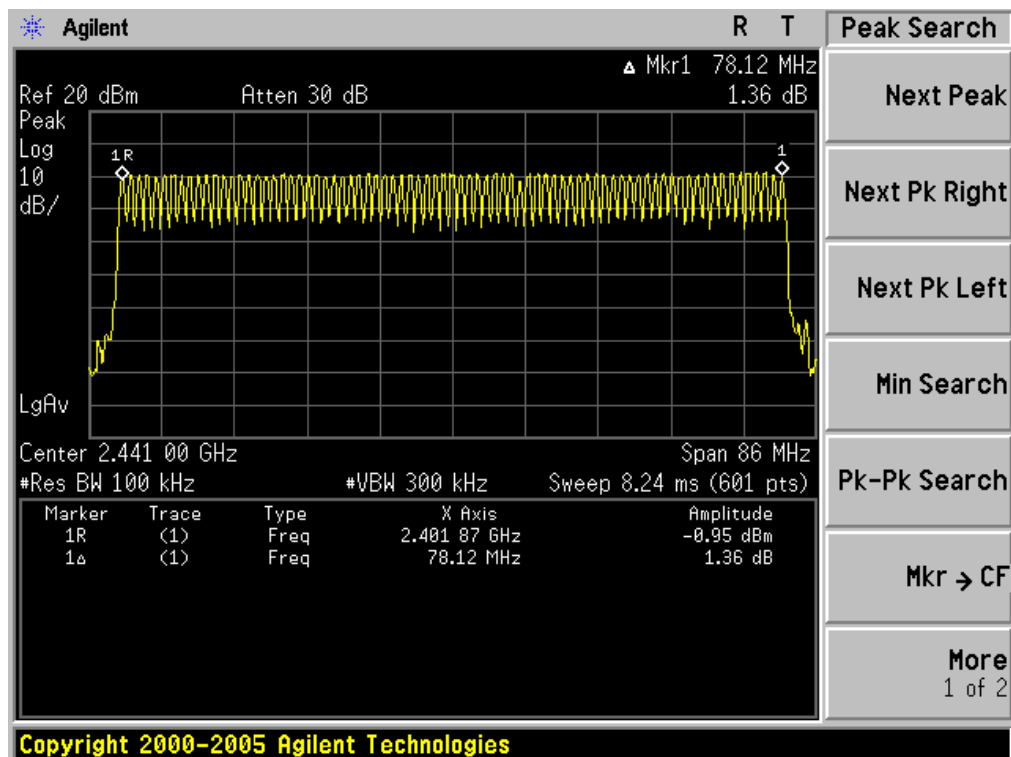 Agilent R T
Δ Mkr1 78.12 MHz
Ref 20 dBm Atten 30 dB 1.36 dB
Peak
Log
10
dB/
1R 1
LgAv
Center 2.441 00 GHz Span 86 MHz
#Res BW 100 kHz #VBW 300 kHz Sweep 8.24 ms (601 pts)
Marker Trace Type X Axis Amplitude
1R (1) Freq 2.401 87 GHz -0.95 dBm
1Δ (1) Freq 78.12 MHz 1.36 dB
Copyright 2000-2005 Agilent Technologies
Peak Search
Next Peak
Next Pk Right
Next Pk Left
Min Search
Pk-Pk Search
Mkr → CF
More
1 of 2